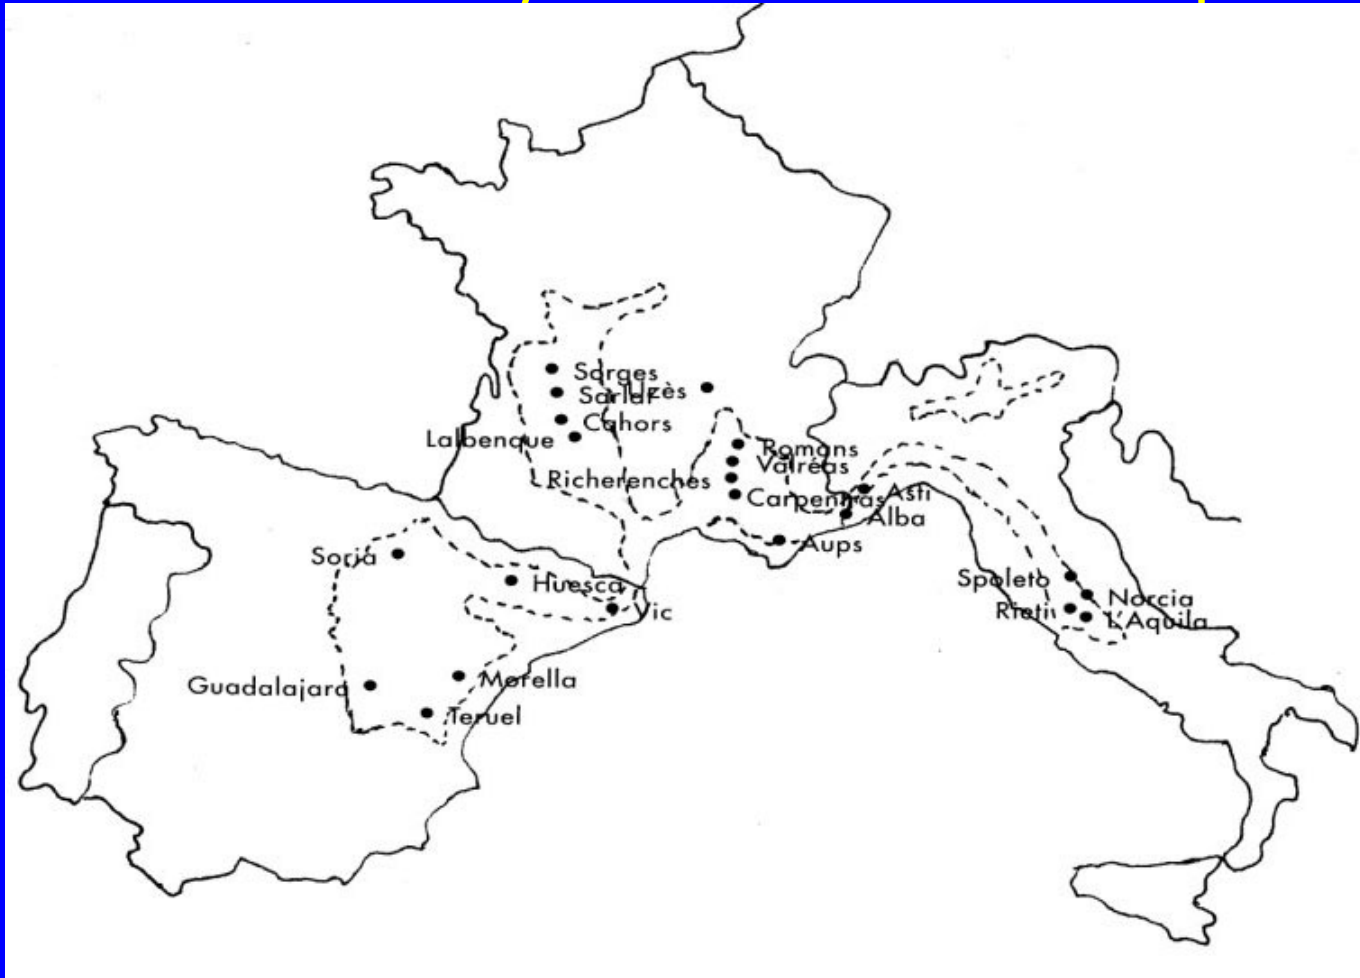 Sorges
Sarlat
Uzès
Cahors
Lalbenque
Romans
Valréas
Richerenches
Carpentras
Asti
Alba
Aups
Soria
Huesca
Vic
Spoleto
Norcia
Rieti
L'Aquila
Guadalajara
Morella
Teruel